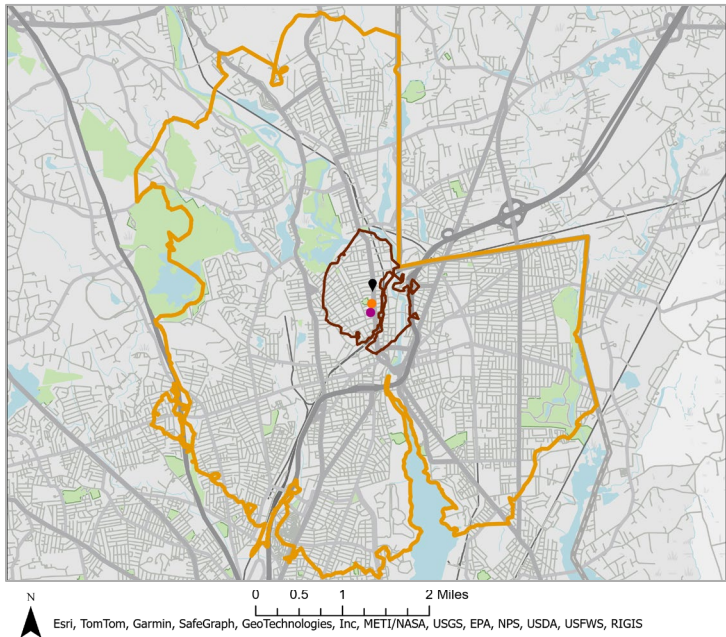 0 0.5 1 2 Miles
N
Esri, TomTom, Garmin, SafeGraph, GeoTechnologies, Inc, METI/NASA, USGS, EPA, NPS, USDA, USFWS, RIGIS